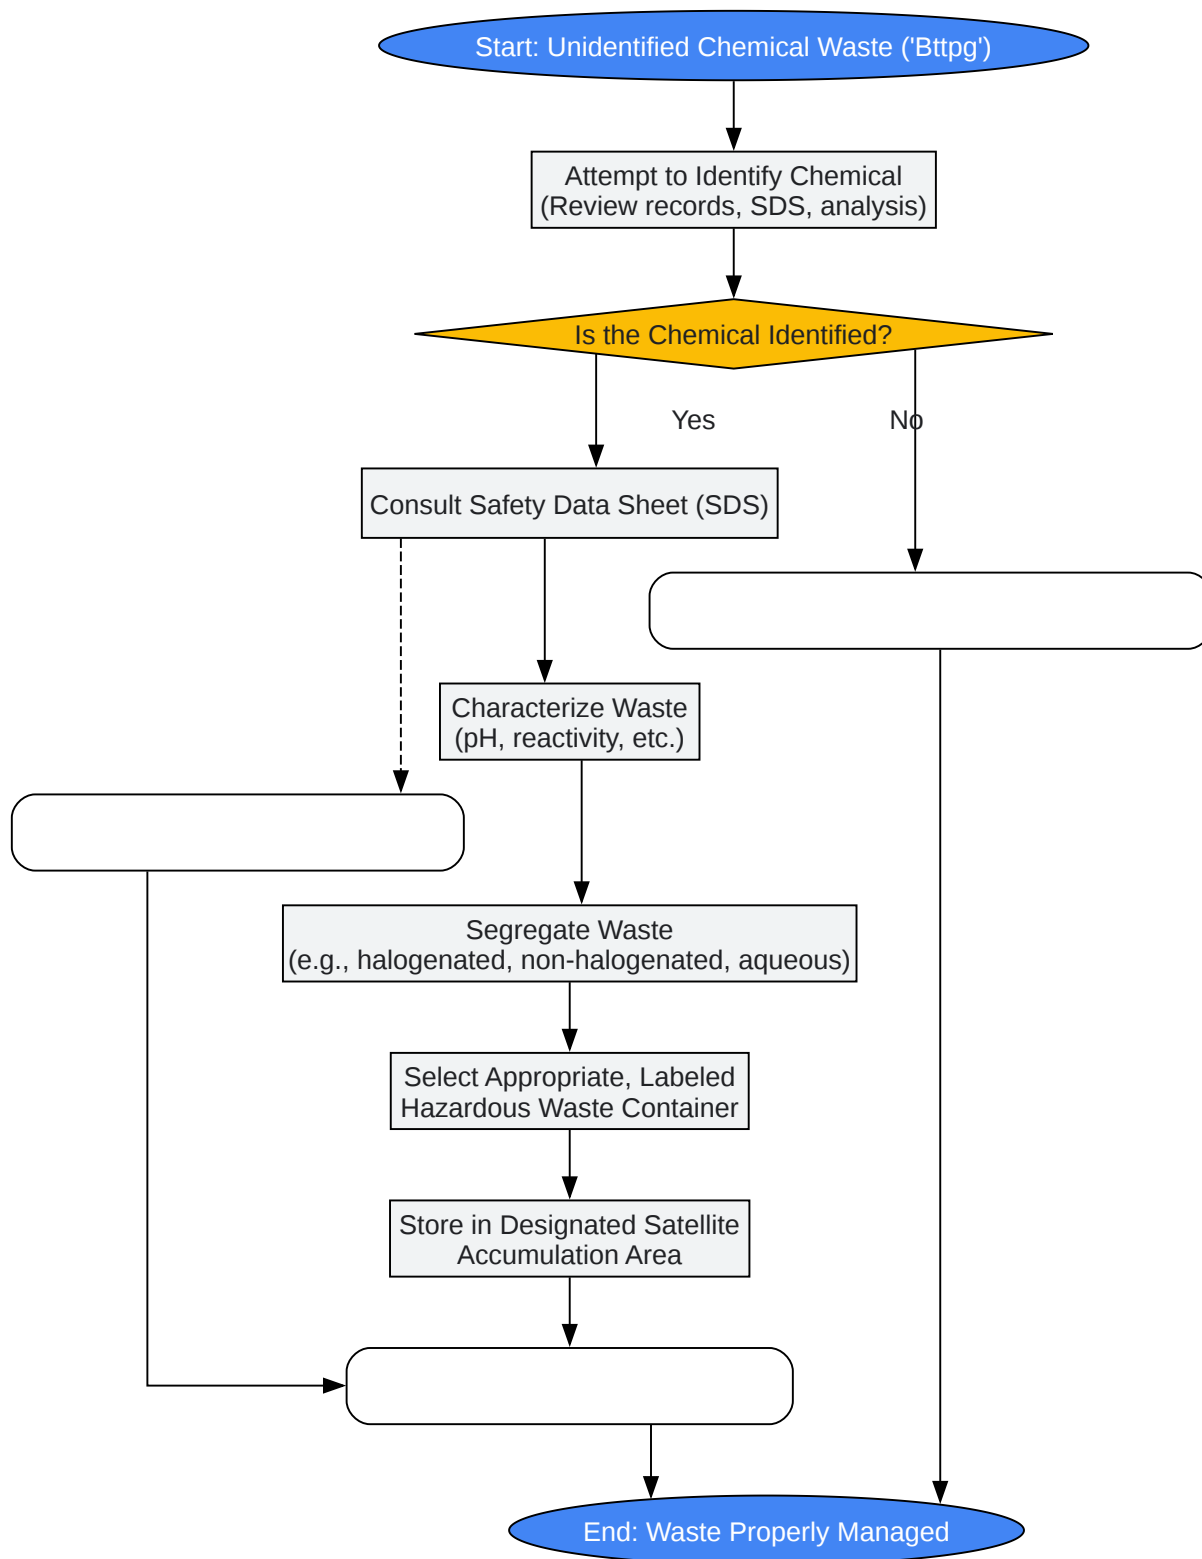 Start: Unidentified Chemical Waste ('Bttpg')
Attempt to Identify Chemical
(Review records, SDS, analysis)
Is the Chemical Identified?
Yes
No
Consult Safety Data Sheet (SDS)
Characterize Waste
(pH, reactivity, etc.)
Segregate Waste
(e.g., halogenated, non-halogenated, aqueous)
Select Appropriate, Labeled
Hazardous Waste Container
Store in Designated Satellite
Accumulation Area
End: Waste Properly Managed